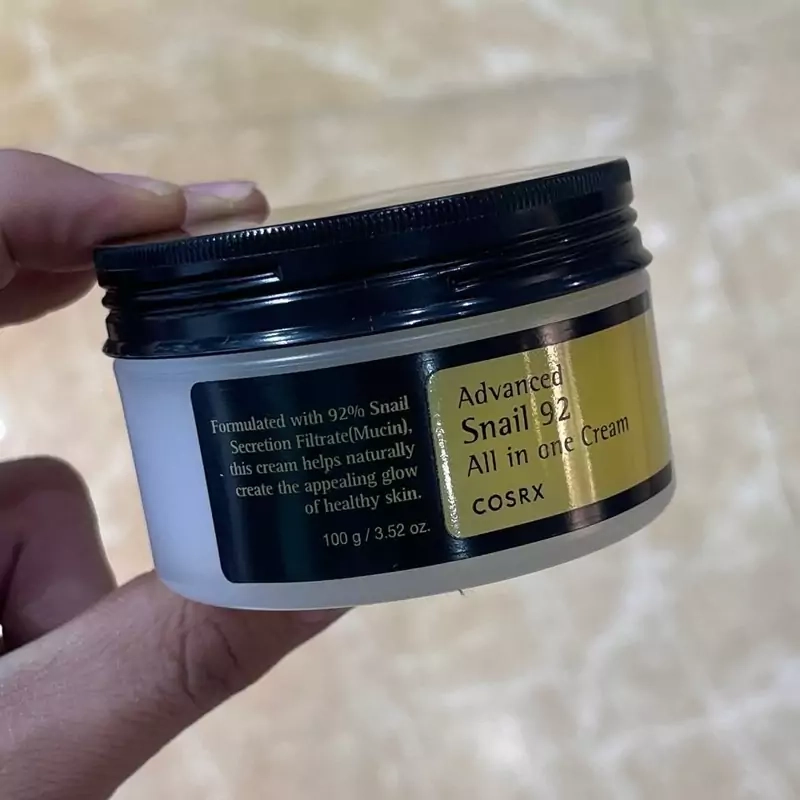 Formulated with 92% Snail
Secretion Filtrate(Mucin),
this cream helps naturally
create the appealing glow
of healthy skin.
100 g / 3.52 oz.
Advanced
Snail 92
All in one Cream
COSRX